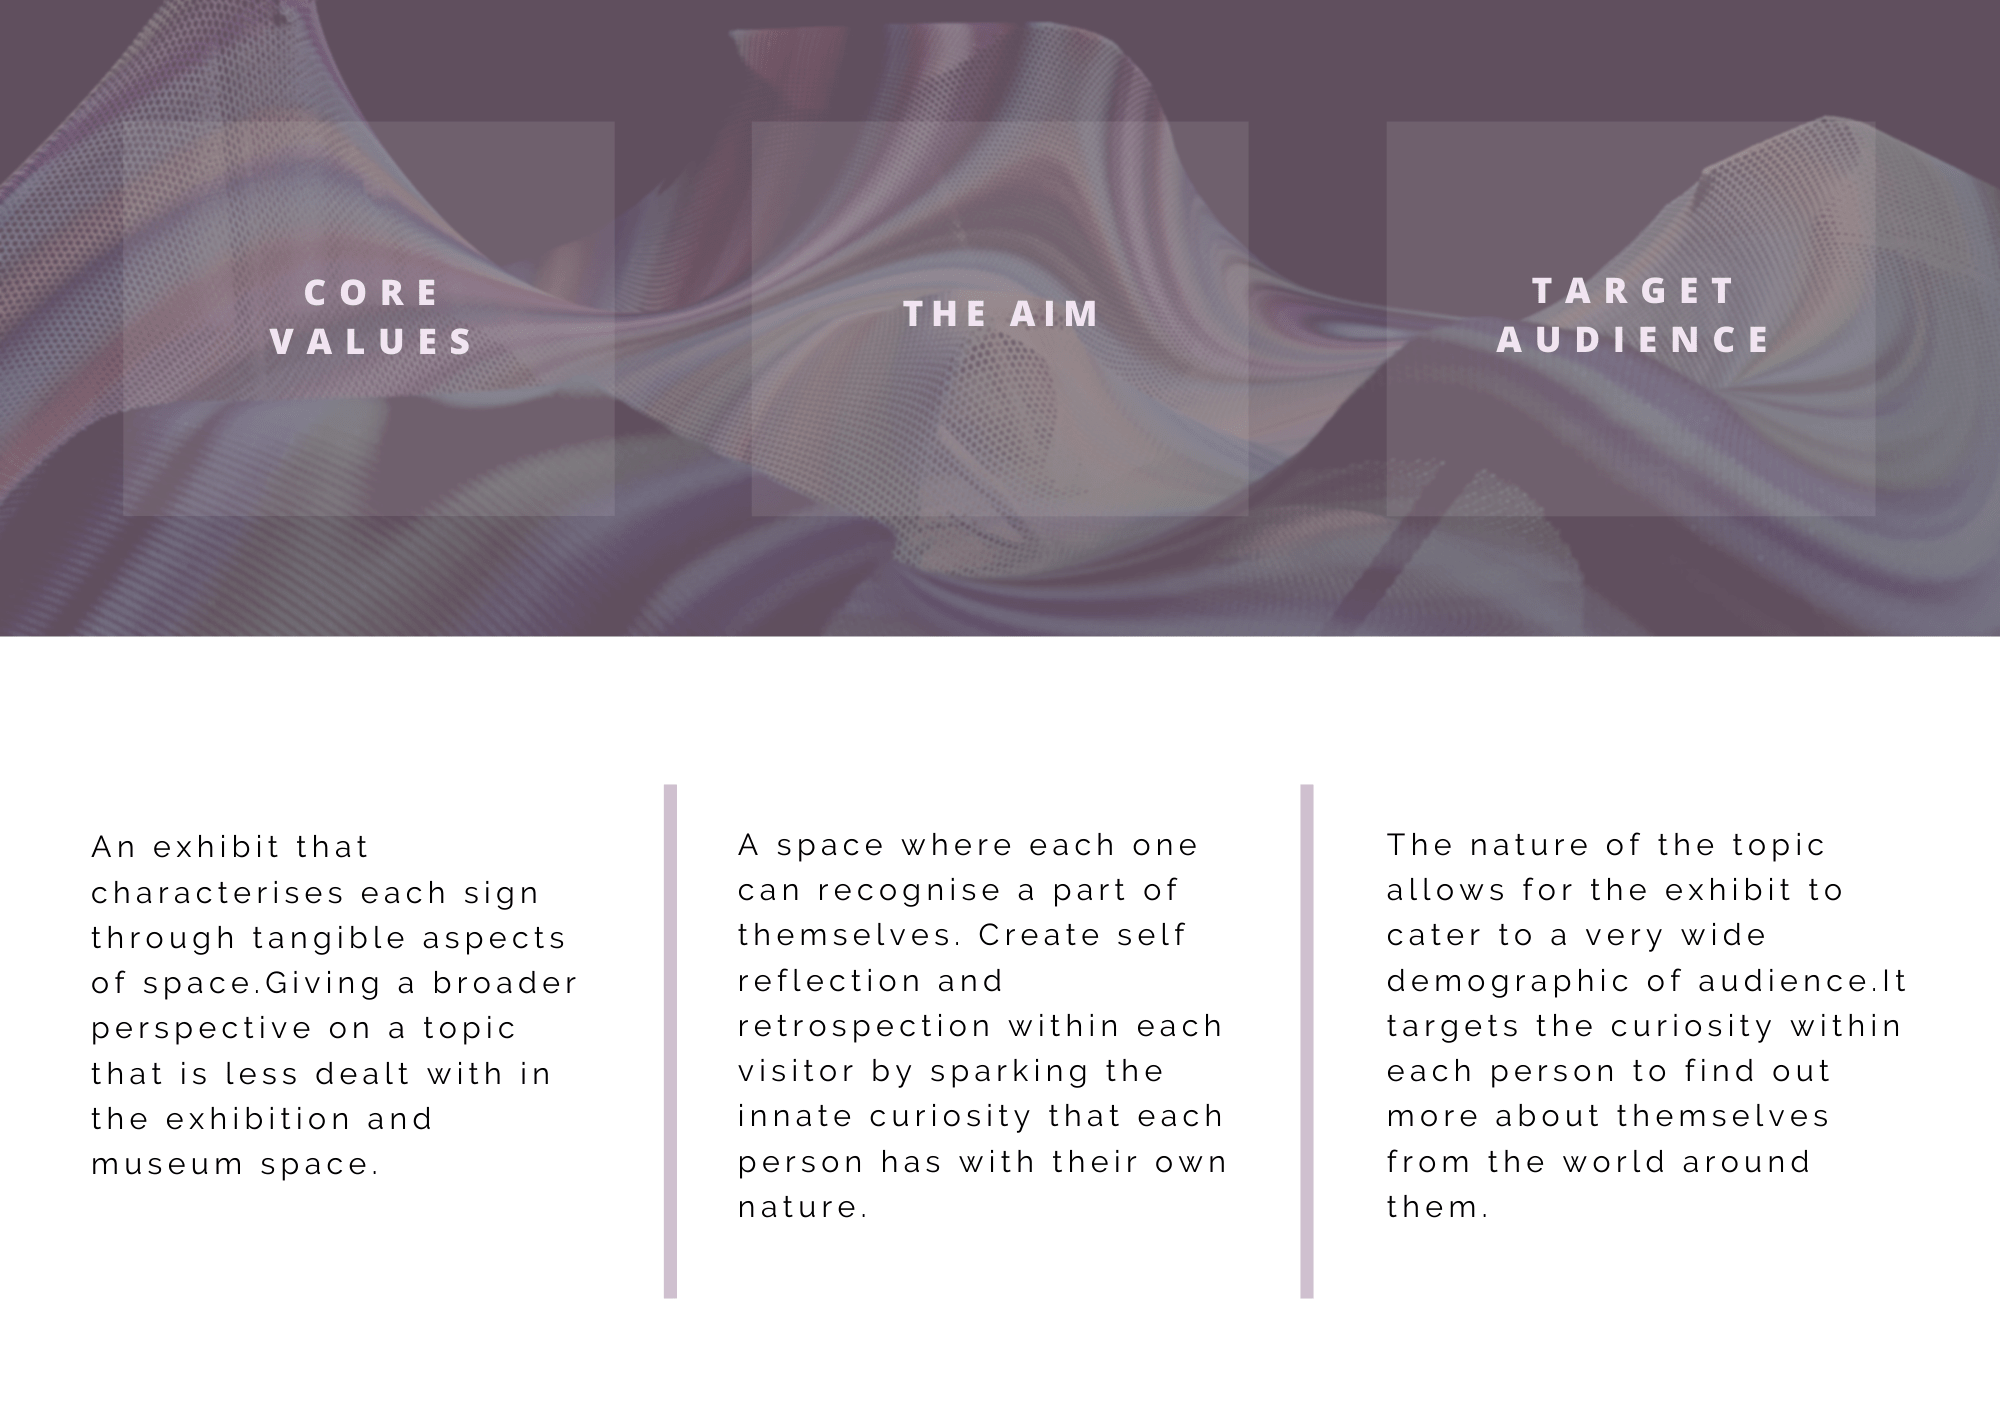 CORE
VALUES
THE AIM
TARGET
AUDIENCE
An exhibit that
characterises each sign
through tangible aspects
of space.Giving a broader
perspective on a topic
that is less dealt with in
the exhibition and
museum space.
A space where each one
can recognise a part of
themselves. Create self
reflection and
retrospection within each
visitor by sparking the
innate curiosity that each
person has with their own
nature.
The nature of the topic
allows for the exhibit to
cater to a very wide
demographic of audience.It
targets the curiosity within
each person to find out
more about themselves
from the world around
them.